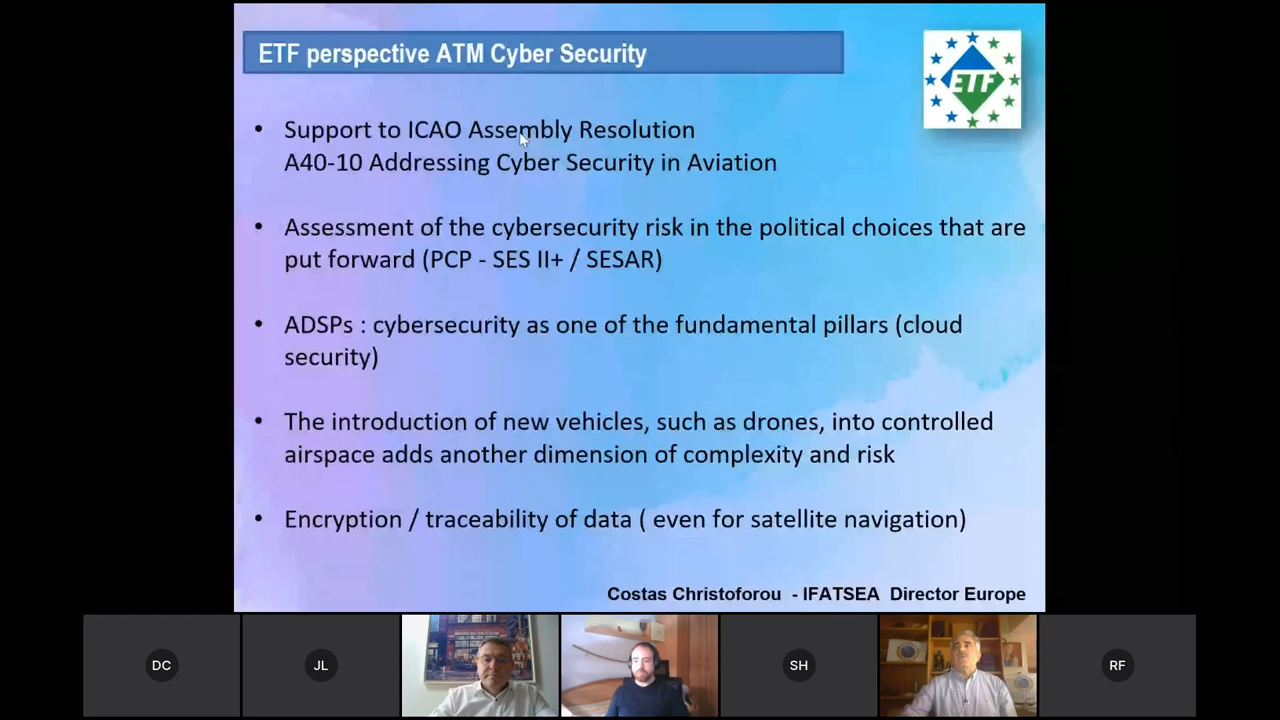 ETF perspective ATM Cyber Security
ETF
• Support to ICAO Assembly Resolution
A40-10 Addressing Cyber Security in Aviation
• Assessment of the cybersecurity risk in the political choices that are
put forward (PCP - SES II+ / SESAR)
• ADSPs : cybersecurity as one of the fundamental pillars (cloud
security)
• The introduction of new vehicles, such as drones, into controlled
airspace adds another dimension of complexity and risk
• Encryption / traceability of data ( even for satellite navigation)
Costas Christoforou - IFATSEA Director Europe
DC
JL
SH
RF